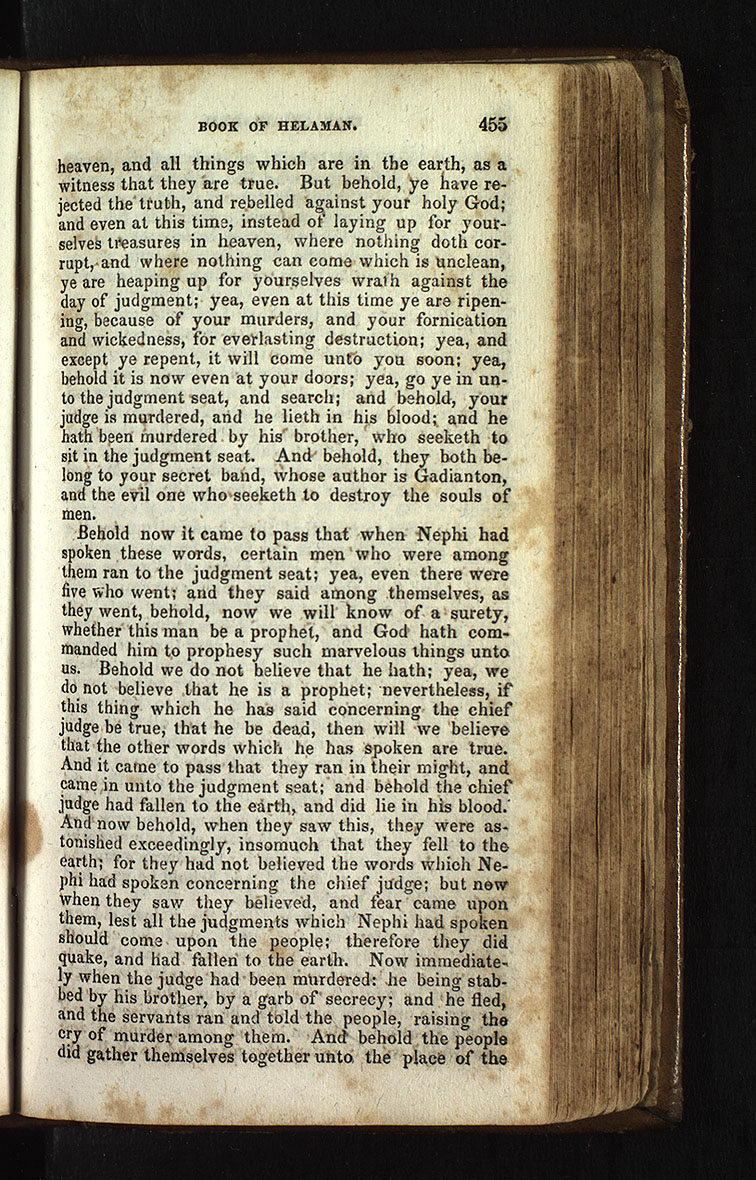 BOOK OF HELAMAN. 455
heaven, and all things which are in the earth, as a
witness that they are true. But behold, ye have re-
jected the truth, and rebelled against your holy God;
and even at this time, instead of laying up for your-
selves treasures in heaven, where nothing doth cor-
rupt, and where nothing can come which is unclean,
ye are heaping up for yourselves wrath against the
day of judgment; yea, even at this time ye are ripen-
ing, because of your murders, and your fornication
and wickedness, for everlasting destruction; yea, and
except ye repent, it will come unto you soon; yea,
behold it is now even at your doors; yea, go ye in un-
to the judgment seat, and search; and behold, your
judge is murdered, and he lieth in his blood; and he
hath been murdered by his brother, who seeketh to
sit in the judgment seat. And behold, they both be-
long to your secret band, whose author is Gadianton,
and the evil one who seeketh to destroy the souls of
men.
Behold now it came to pass that when Nephi had
spoken these words, certain men who were among
them ran to the judgment seat; yea, even there were
five who went; and they said among themselves, as
they went, behold, now we will know of a surety,
whether this man be a prophet, and God hath com-
manded him to prophesy such marvelous things unto
us. Behold we do not believe that he hath; yea, we
do not believe that he is a prophet; nevertheless, if
this thing which he has said concerning the chief
judge be true, that he be dead, then will we believe
that the other words which he has spoken are true.
And it came to pass that they ran in their might, and
came in unto the judgment seat; and behold the chief
judge had fallen to the earth, and did lie in his blood.
And now behold, when they saw this, they were as-
tonished exceedingly, insomuch that they fell to the
earth; for they had not believed the words which Ne-
phi had spoken concerning the chief judge; but now
when they saw they believed, and fear came upon
them, lest all the judgments which Nephi had spoken
should come upon the people; therefore they did
quake, and had fallen to the earth. Now immediate-
ly when the judge had been murdered: he being stab-
bed by his brother, by a garb of secrecy; and he fled,
and the servants ran and told the people, raising the
cry of murder among them. And behold the people
did gather themselves together unto the place of the